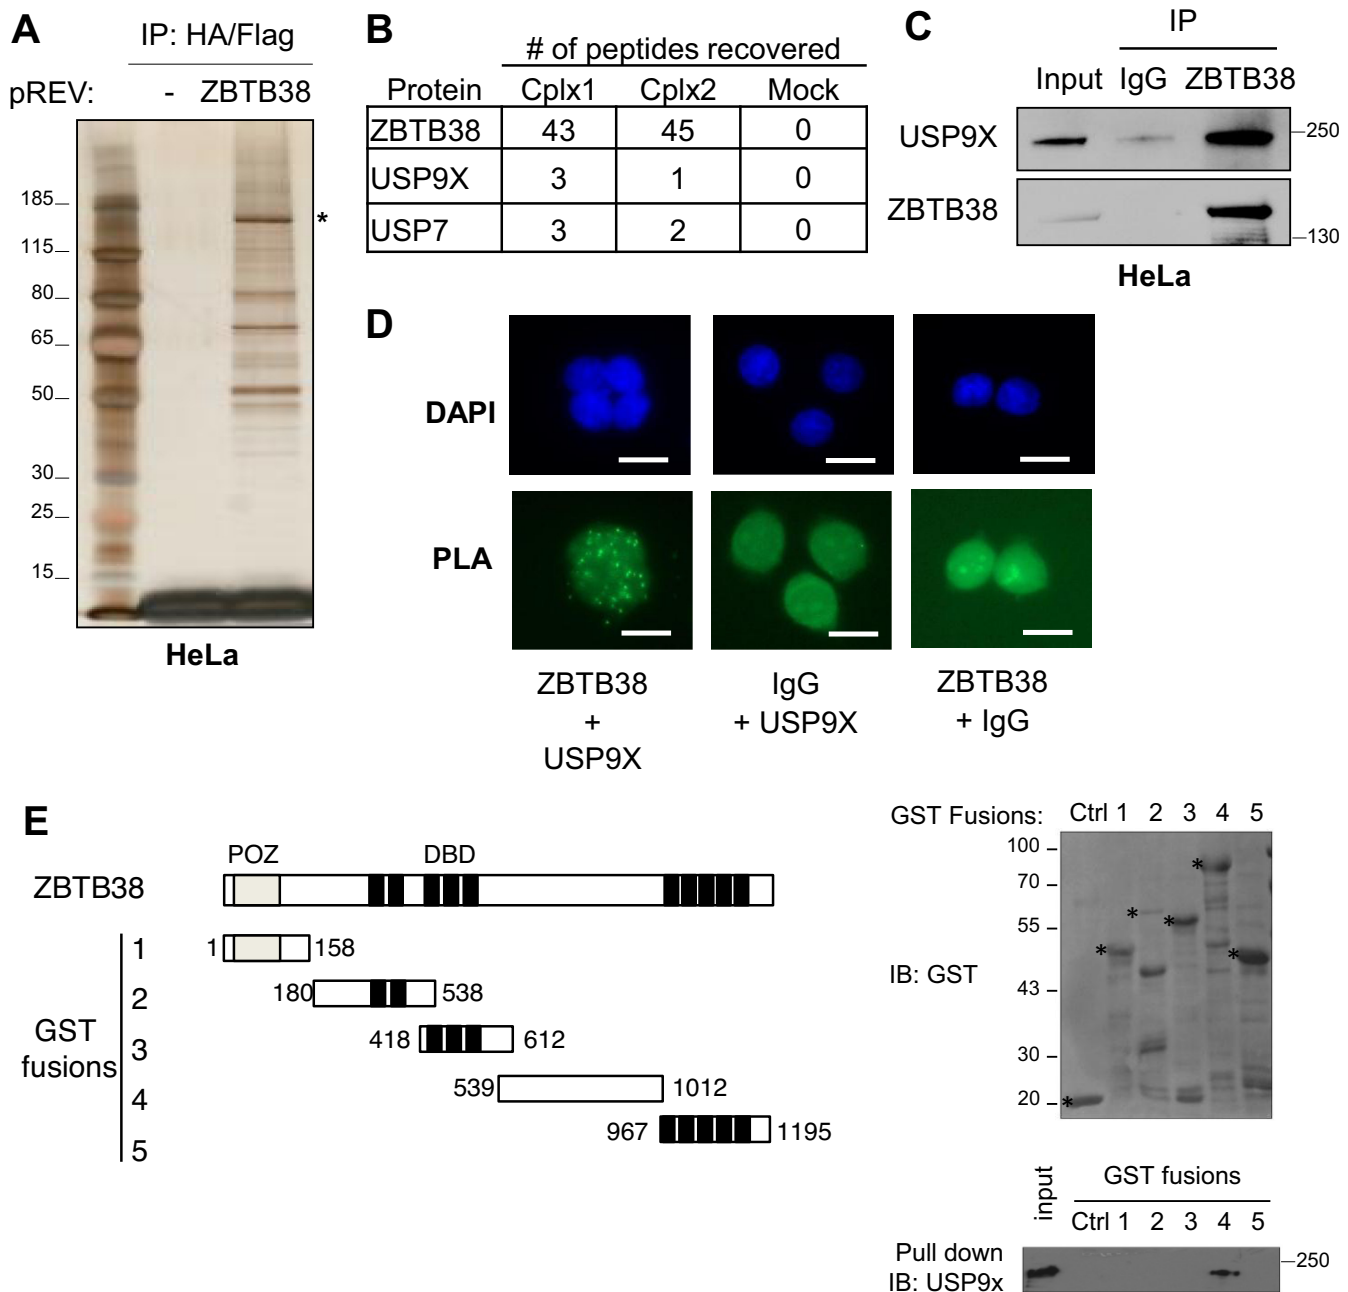 A
IP: HA/Flag
pREV: - ZBTB38
185
115
80
65
50
30
25
15
*
HeLa
B
# of peptides recovered
Protein Cplx1 Cplx2 Mock
ZBTB38 43 45 0
USP9X 3 1 0
USP7 3 2 0
C
IP
Input IgG ZBTB38
USP9X
250
ZBTB38
130
HeLa
D
DAPI
PLA
ZBTB38
+
USP9X
IgG
+ USP9X
ZBTB38
+ IgG
E
POZ DBD
ZBTB38
GST
fusions
1
2
3
4
5
1 158
180 538
418 612
539 1012
967 1195
GST Fusions: Ctrl 1 2 3 4 5
100
70
55
43
30
20
* * * * * *
IB: GST
input
GST fusions
Ctrl 1 2 3 4 5
Pull down
IB: USP9x
250